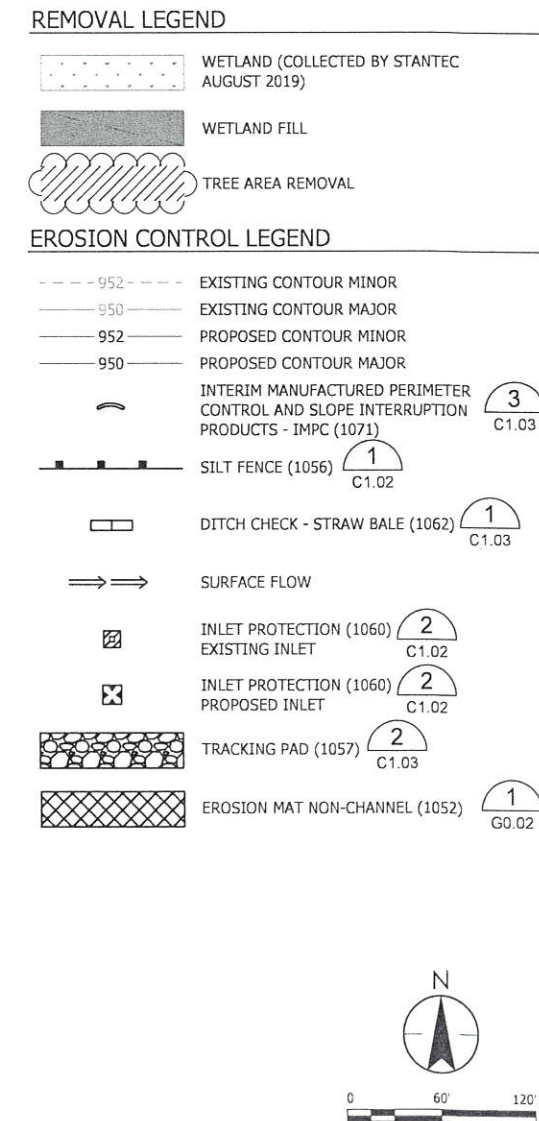 REMOVAL LEGEND
WETLAND (COLLECTED BY STANTEC
AUGUST 2019)
WETLAND FILL
TREE AREA REMOVAL
EROSION CONTROL LEGEND
952 EXISTING CONTOUR MINOR
950 EXISTING CONTOUR MAJOR
952 PROPOSED CONTOUR MINOR
950 PROPOSED CONTOUR MAJOR
INTERIM MANUFACTURED PERIMETER
CONTROL AND SLOPE INTERRUPTION
PRODUCTS - IMPC (1071)
3
C1.03
SILT FENCE (1056)
1
C1.02
DITCH CHECK - STRAW BALE (1062)
1
C1.03
SURFACE FLOW
INLET PROTECTION (1060)
EXISTING INLET
2
C1.02
INLET PROTECTION (1060)
PROPOSED INLET
2
C1.02
TRACKING PAD (1057)
2
C1.03
EROSION MAT NON-CHANNEL (1052)
1
G0.02
N
0 60' 120'